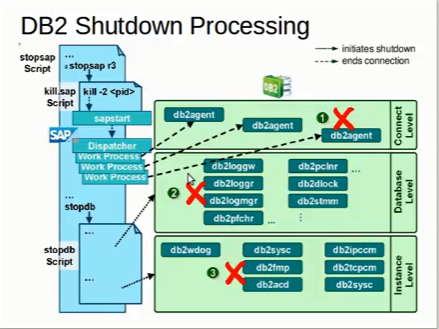 DB2 Shutdown Processing
initiates shutdown
ends connection
stopsap
Script
...
..stopsap r3
kill.sap
Script
kill -2 <pid>
sapstart
SAP
Dispatcher
Work Process
Work Process
Work Process
...
stopdb
stopdb
Script
...
...
DB2
db2agent
db2agent
1
db2agent
Connect
Level
db2loggw
db2pclnr
...
db2loggr
db2dlock
2
db2logmgr
db2stmm
db2pfchr
...
Database
Level
db2wdog
db2sysc
db2ipccm
3
db2fmp
db2tcpcm
db2acd
db2sysc
Instance
Level